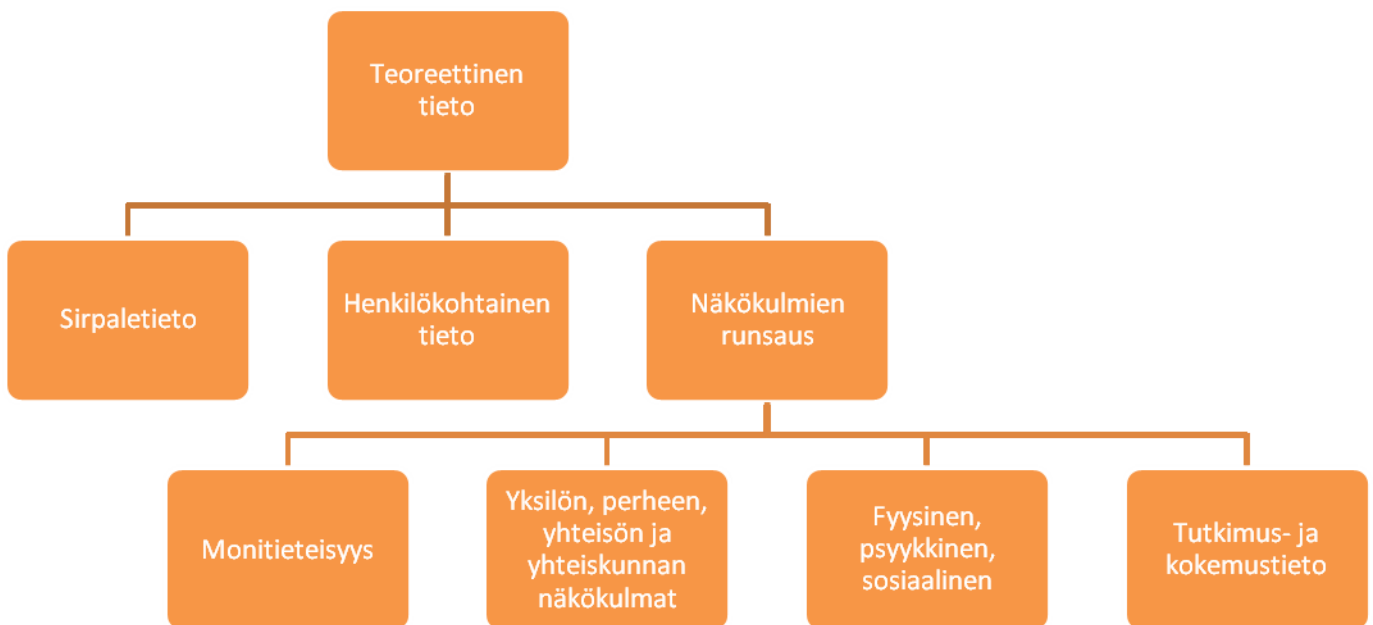 Teoreettinen
tieto
Sirpaletieto
Henkilökohtainen
tieto
Näkökulmien
runsaus
Monitieteisyys
Yksilön, perheen,
yhteisön ja
yhteiskunnan
näkökulmat
Fyysinen,
psyykkinen,
sosiaalinen
Tutkimus- ja
kokemustieto